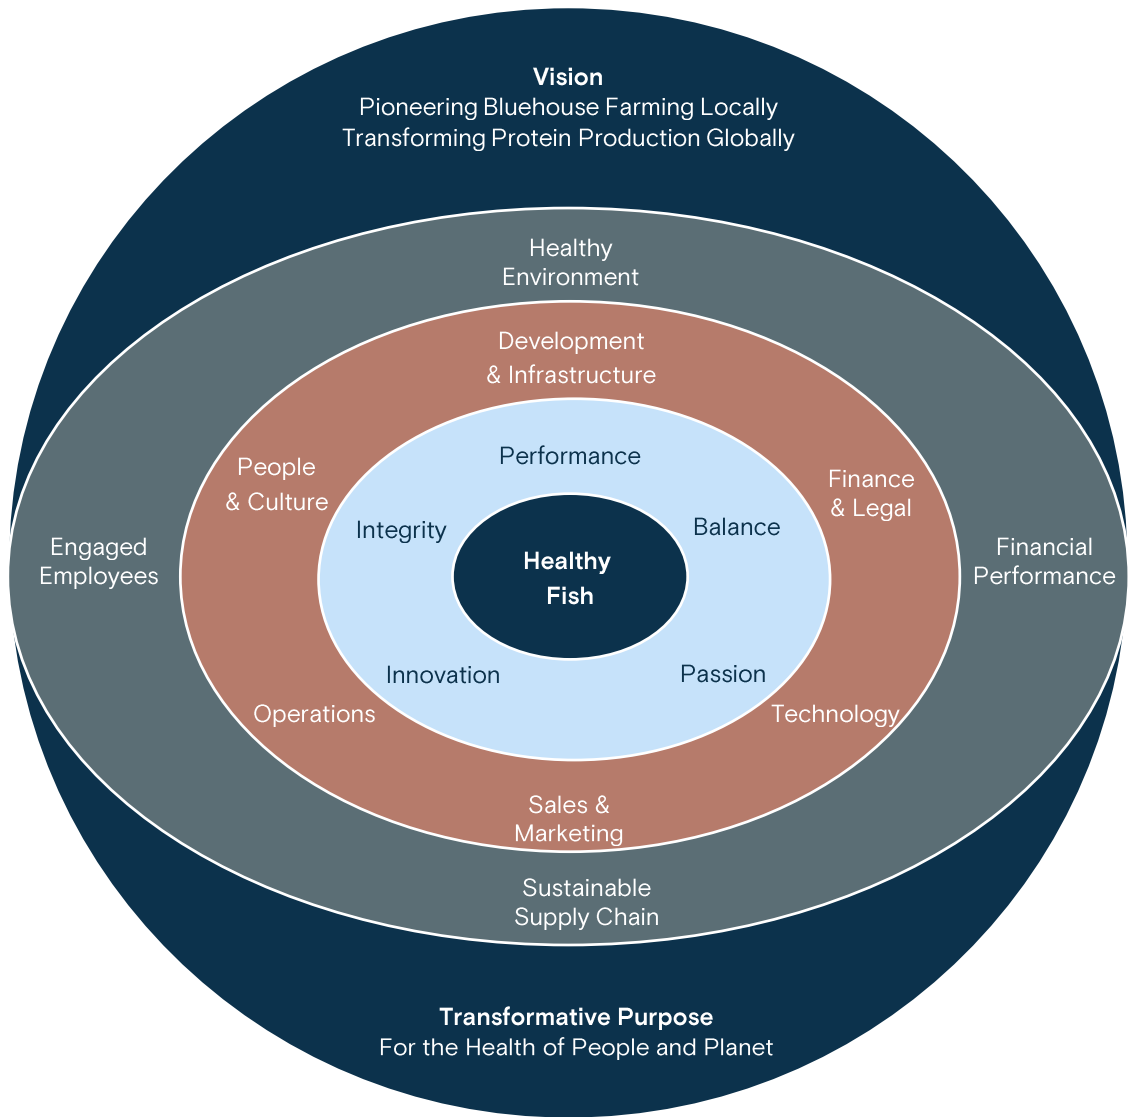 Vision
Pioneering Bluehouse Farming Locally
Transforming Protein Production Globally
Healthy
Environment
Development
& Infrastructure
Performance
People
& Culture
Finance
& Legal
Integrity
Balance
Engaged
Employees
Healthy
Fish
Financial
Performance
Innovation
Passion
Operations
Technology
Sales &
Marketing
Sustainable
Supply Chain
Transformative Purpose
For the Health of People and Planet